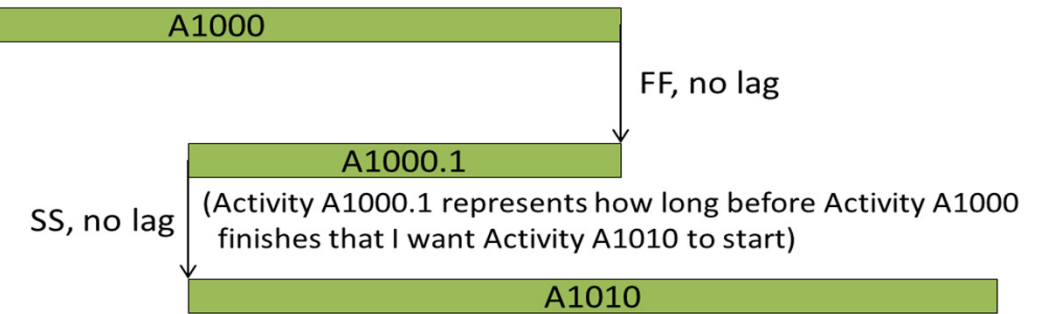 A1000
FF, no lag
A1000.1
SS, no lag
(Activity A1000.1 represents how long before Activity A1000
finishes that I want Activity A1010 to start)
A1010